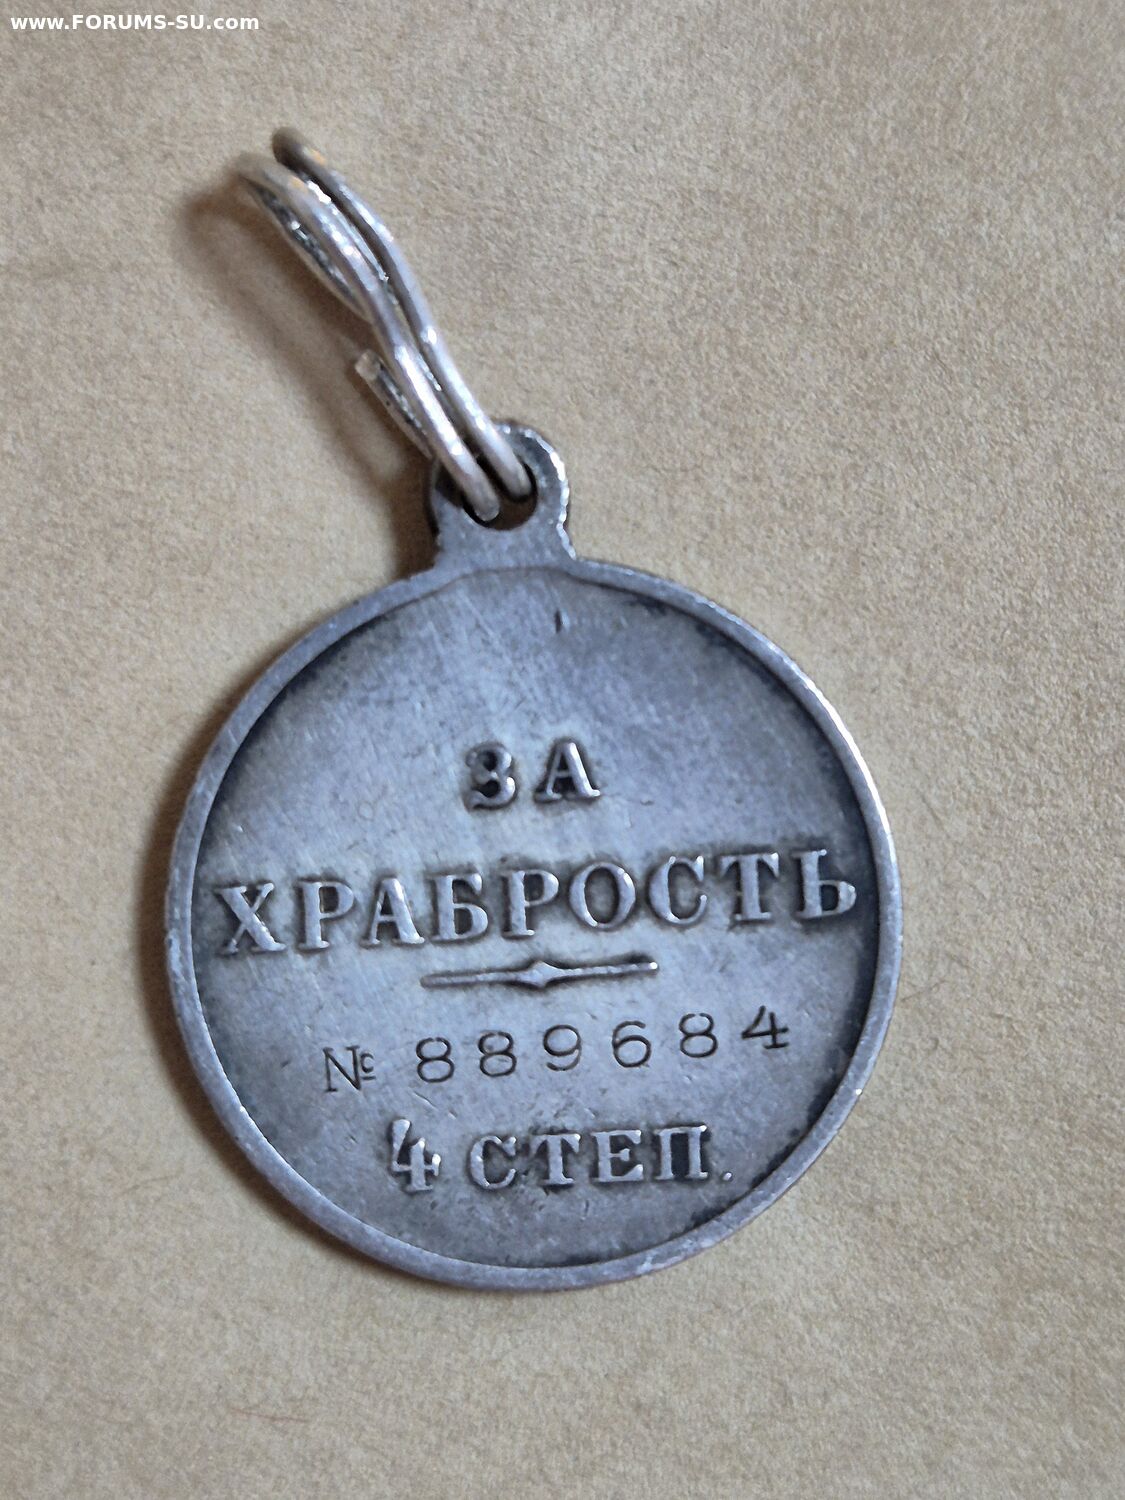 www.FORUMS-SU.com
ЗА
ХРАБРОСТЬ
№ 889684
4 СТЕП.